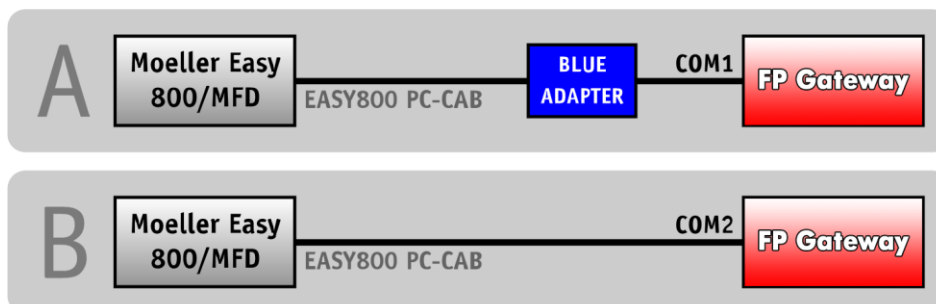 A
Moeller Easy
800/MFD
EASY800 PC-CAB
BLUE
ADAPTER
COM1
FP Gateway
B
Moeller Easy
800/MFD
EASY800 PC-CAB
COM2
FP Gateway